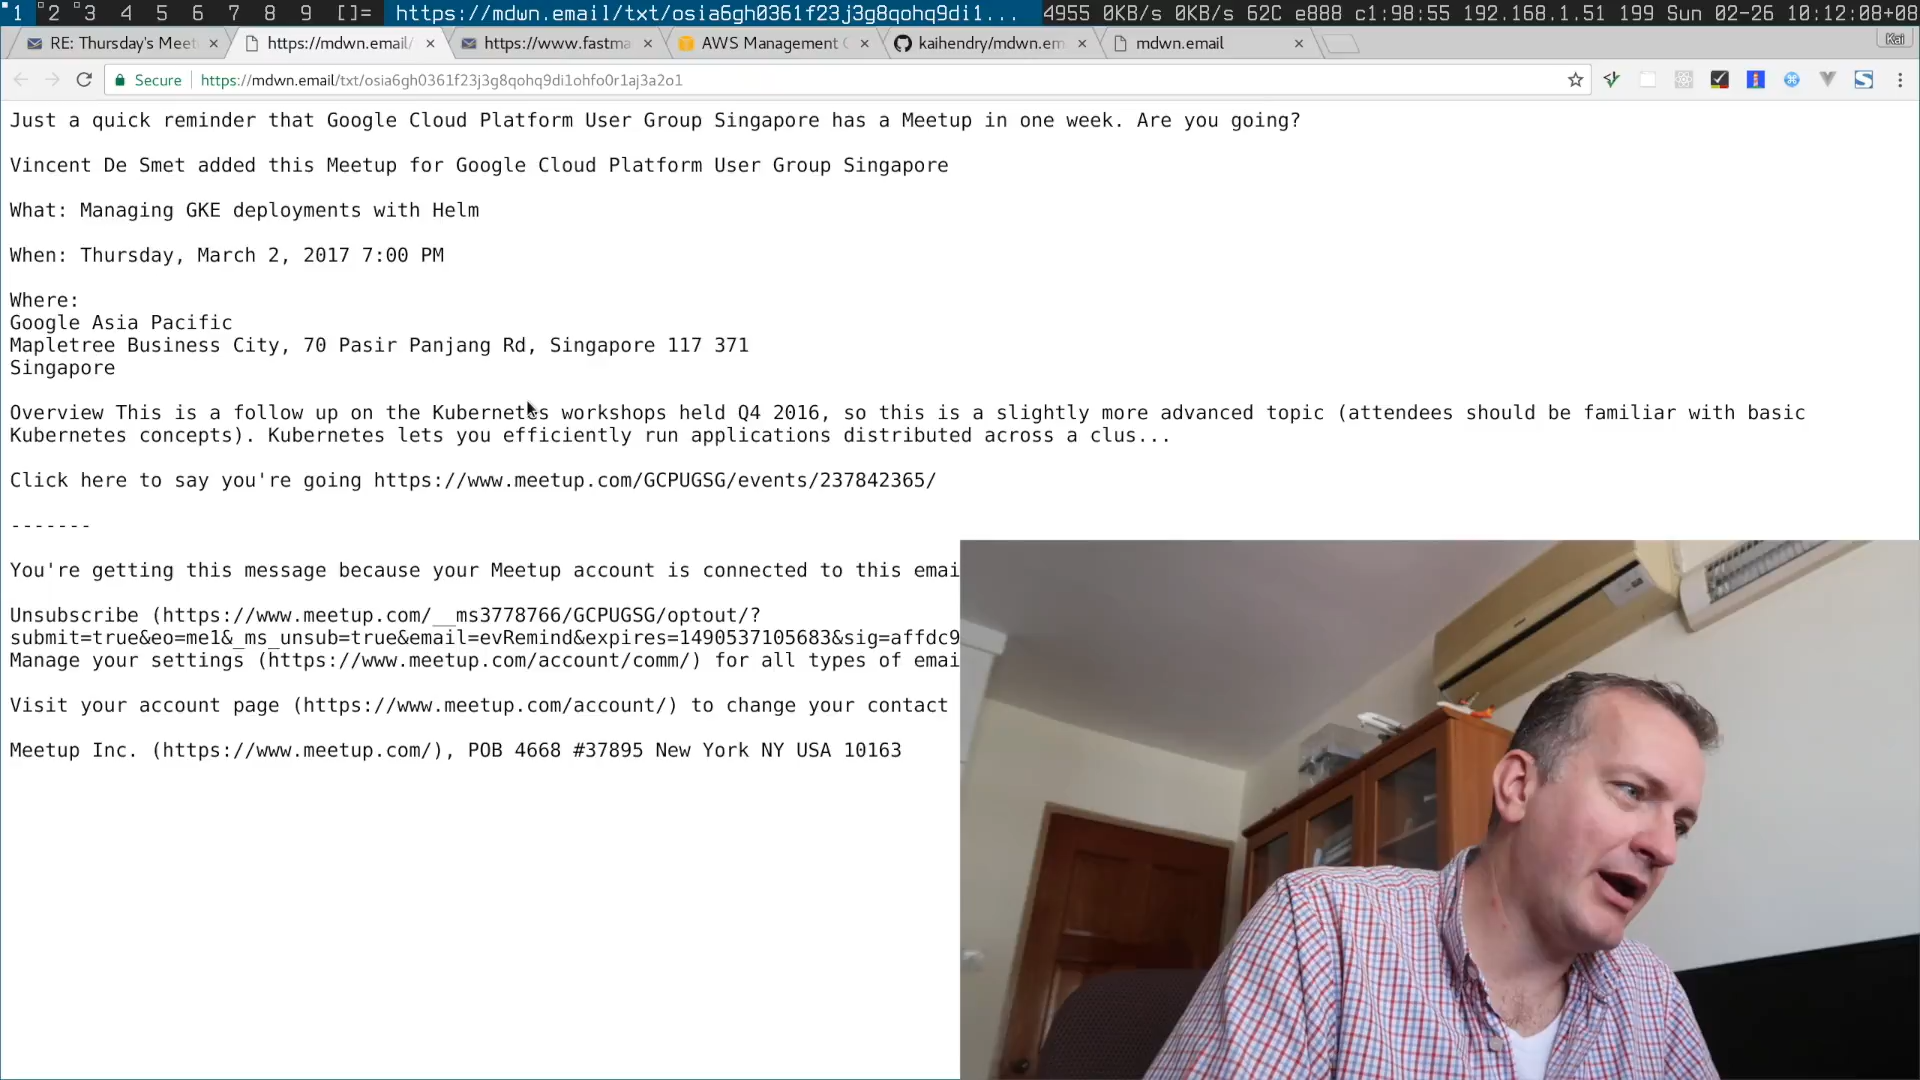 1 2 3 4 5 6 7 8 9 []= https://mdwn.email/txt/osia6gh0361f23j3g8qohq9di1... 4955 0KB/s 0KB/s 62C e888 c1:98:55 192.168.1.51 199 Sun 02-26 10:12:08+08
RE: Thursday's Meet https://mdwn.email/ https://www.fastma AWS Management C kaihendry/mdwn.em mdwn.email Kai
Secure https://mdwn.email/txt/osia6gh0361f23j3g8qohq9di1ohfo0r1aj3a2o1
Just a quick reminder that Google Cloud Platform User Group Singapore has a Meetup in one week. Are you going?
Vincent De Smet added this Meetup for Google Cloud Platform User Group Singapore
What: Managing GKE deployments with Helm
When: Thursday, March 2, 2017 7:00 PM
Where:
Google Asia Pacific
Mapletree Business City, 70 Pasir Panjang Rd, Singapore 117 371
Singapore
Overview This is a follow up on the Kubernetes workshops held Q4 2016, so this is a slightly more advanced topic (attendees should be familiar with basic
Kubernetes concepts). Kubernetes lets you efficiently run applications distributed across a clus...
Click here to say you're going https://www.meetup.com/GCPUGSG/events/237842365/
-------
You're getting this message because your Meetup account is connected to this emai
Unsubscribe (https://www.meetup.com/__ms3778766/GCPUGSG/optout/?
submit=true&eo=me1&_ms_unsub=true&email=evRemind&expires=1490537105683&sig=affdc9
Manage your settings (https://www.meetup.com/account/comm/) for all types of emai
Visit your account page (https://www.meetup.com/account/) to change your contact
Meetup Inc. (https://www.meetup.com/), POB 4668 #37895 New York NY USA 10163